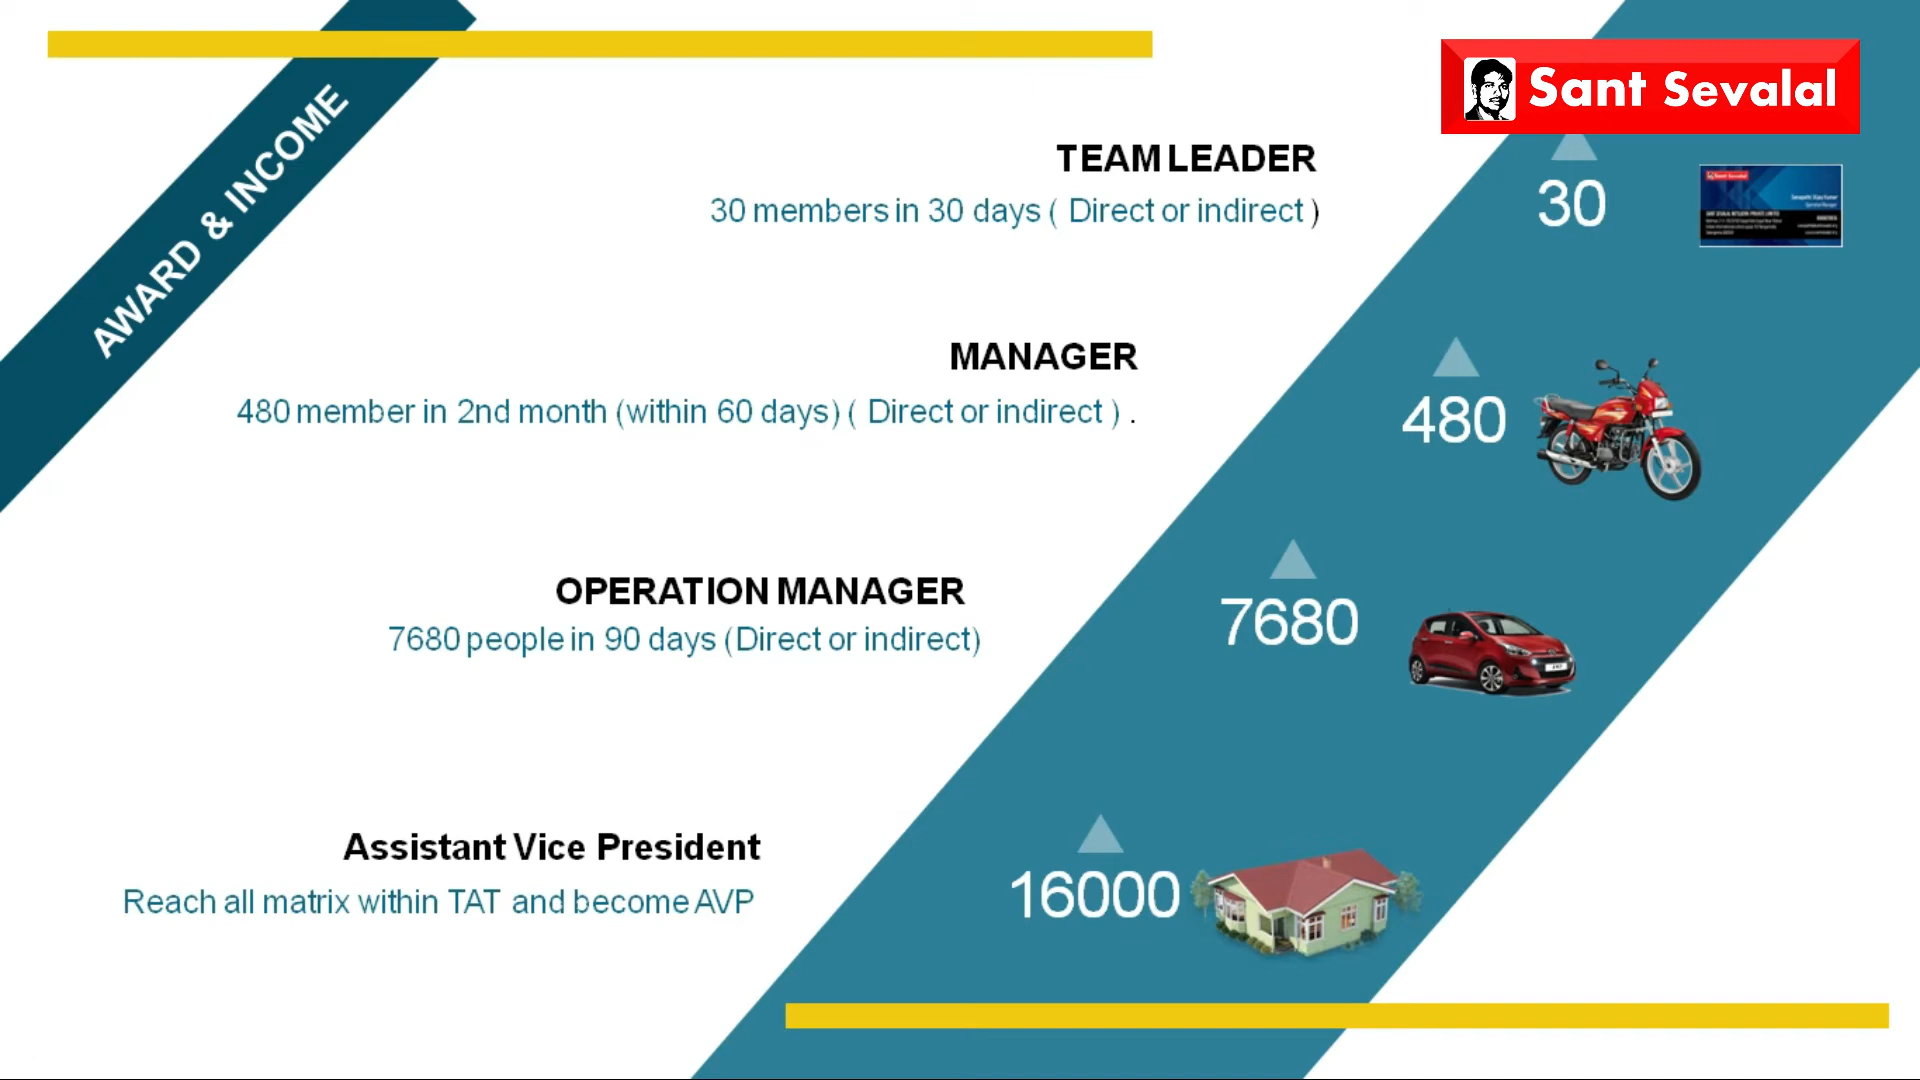 AWARD & INCOME
Sant Sevalal
TEAM LEADER
30 members in 30 days ( Direct or indirect )
30
Sant Sevalal
MANAGER
480 member in 2nd month (within 60 days) ( Direct or indirect ) .
480
OPERATION MANAGER
7680 people in 90 days (Direct or indirect)
7680
Assistant Vice President
Reach all matrix within TAT and become AVP
16000